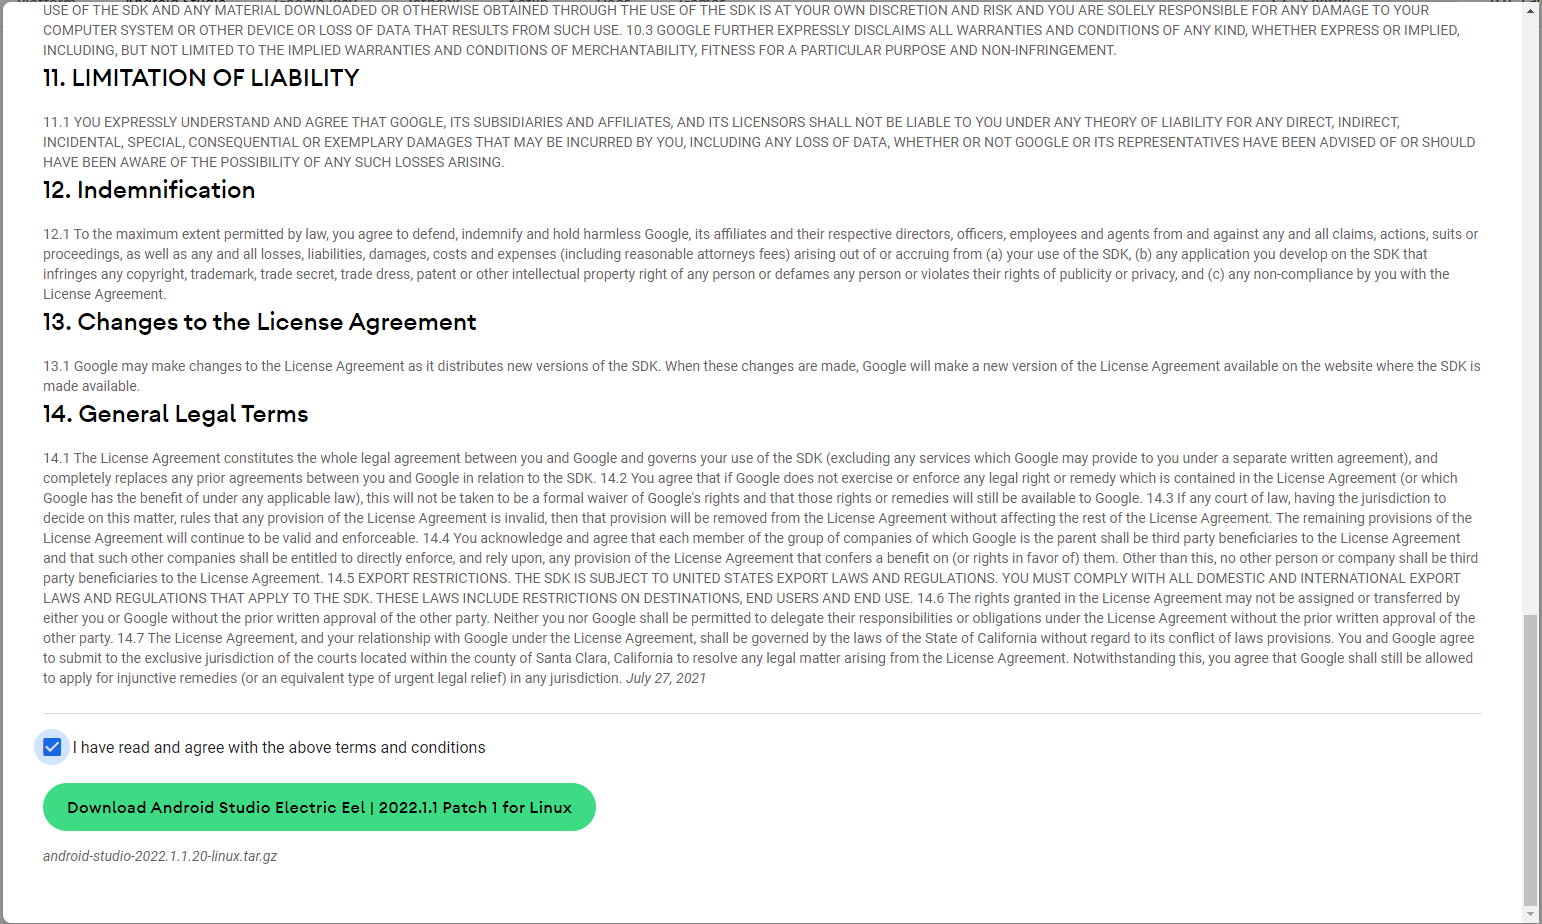 USE OF THE SDK AND ANY MATERIAL DOWNLOADED OR OTHERWISE OBTAINED THROUGH THE USE OF THE SDK IS AT YOUR OWN DISCRETION AND RISK AND YOU ARE SOLELY RESPONSIBLE FOR ANY DAMAGE TO YOUR
COMPUTER SYSTEM OR OTHER DEVICE OR LOSS OF DATA THAT RESULTS FROM SUCH USE. 10.3 GOOGLE FURTHER EXPRESSLY DISCLAIMS ALL WARRANTIES AND CONDITIONS OF ANY KIND, WHETHER EXPRESS OR IMPLIED,
INCLUDING, BUT NOT LIMITED TO THE IMPLIED WARRANTIES AND CONDITIONS OF MERCHANTABILITY, FITNESS FOR A PARTICULAR PURPOSE AND NON-INFRINGEMENT.
11. LIMITATION OF LIABILITY
11.1 YOU EXPRESSLY UNDERSTAND AND AGREE THAT GOOGLE, ITS SUBSIDIARIES AND AFFILIATES, AND ITS LICENSORS SHALL NOT BE LIABLE TO YOU UNDER ANY THEORY OF LIABILITY FOR ANY DIRECT, INDIRECT,
INCIDENTAL, SPECIAL, CONSEQUENTIAL OR EXEMPLARY DAMAGES THAT MAY BE INCURRED BY YOU, INCLUDING ANY LOSS OF DATA, WHETHER OR NOT GOOGLE OR ITS REPRESENTATIVES HAVE BEEN ADVISED OF OR SHOULD
HAVE BEEN AWARE OF THE POSSIBILITY OF ANY SUCH LOSSES ARISING.
12. Indemnification
12.1 To the maximum extent permitted by law, you agree to defend, indemnify and hold harmless Google, its affiliates and their respective directors, officers, employees and agents from and against any and all claims, actions, suits or
proceedings, as well as any and all losses, liabilities, damages, costs and expenses (including reasonable attorneys fees) arising out of or accruing from (a) your use of the SDK, (b) any application you develop on the SDK that
infringes any copyright, trademark, trade secret, trade dress, patent or other intellectual property right of any person or defames any person or violates their rights of publicity or privacy, and (c) any non-compliance by you with the
License Agreement.
13. Changes to the License Agreement
13.1 Google may make changes to the License Agreement as it distributes new versions of the SDK. When these changes are made, Google will make a new version of the License Agreement available on the website where the SDK is
made available.
14. General Legal Terms
14.1 The License Agreement constitutes the whole legal agreement between you and Google and governs your use of the SDK (excluding any services which Google may provide to you under a separate written agreement), and
completely replaces any prior agreements between you and Google in relation to the SDK. 14.2 You agree that if Google does not exercise or enforce any legal right or remedy which is contained in the License Agreement (or which
Google has the benefit of under any applicable law), this will not be taken to be a formal waiver of Google's rights and that those rights or remedies will still be available to Google. 14.3 If any court of law, having the jurisdiction to
decide on this matter, rules that any provision of the License Agreement is invalid, then that provision will be removed from the License Agreement without affecting the rest of the License Agreement. The remaining provisions of the
License Agreement will continue to be valid and enforceable. 14.4 You acknowledge and agree that each member of the group of companies of which Google is the parent shall be third party beneficiaries to the License Agreement
and that such other companies shall be entitled to directly enforce, and rely upon, any provision of the License Agreement that confers a benefit on (or rights in favor of) them. Other than this, no other person or company shall be third
party beneficiaries to the License Agreement. 14.5 EXPORT RESTRICTIONS. THE SDK IS SUBJECT TO UNITED STATES EXPORT LAWS AND REGULATIONS. YOU MUST COMPLY WITH ALL DOMESTIC AND INTERNATIONAL EXPORT
LAWS AND REGULATIONS THAT APPLY TO THE SDK. THESE LAWS INCLUDE RESTRICTIONS ON DESTINATIONS, END USERS AND END USE. 14.6 The rights granted in the License Agreement may not be assigned or transferred by
either you or Google without the prior written approval of the other party. Neither you nor Google shall be permitted to delegate their responsibilities or obligations under the License Agreement without the prior written approval of the
other party. 14.7 The License Agreement, and your relationship with Google under the License Agreement, shall be governed by the laws of the State of California without regard to its conflict of laws provisions. You and Google agree
to submit to the exclusive jurisdiction of the courts located within the county of Santa Clara, California to resolve any legal matter arising from the License Agreement. Notwithstanding this, you agree that Google shall still be allowed
to apply for injunctive remedies (or an equivalent type of urgent legal relief) in any jurisdiction. July 27, 2021
I have read and agree with the above terms and conditions
Download Android Studio Electric Eel | 2022.1.1 Patch 1 for Linux
android-studio-2022.1.1.20-linux.tar.gz